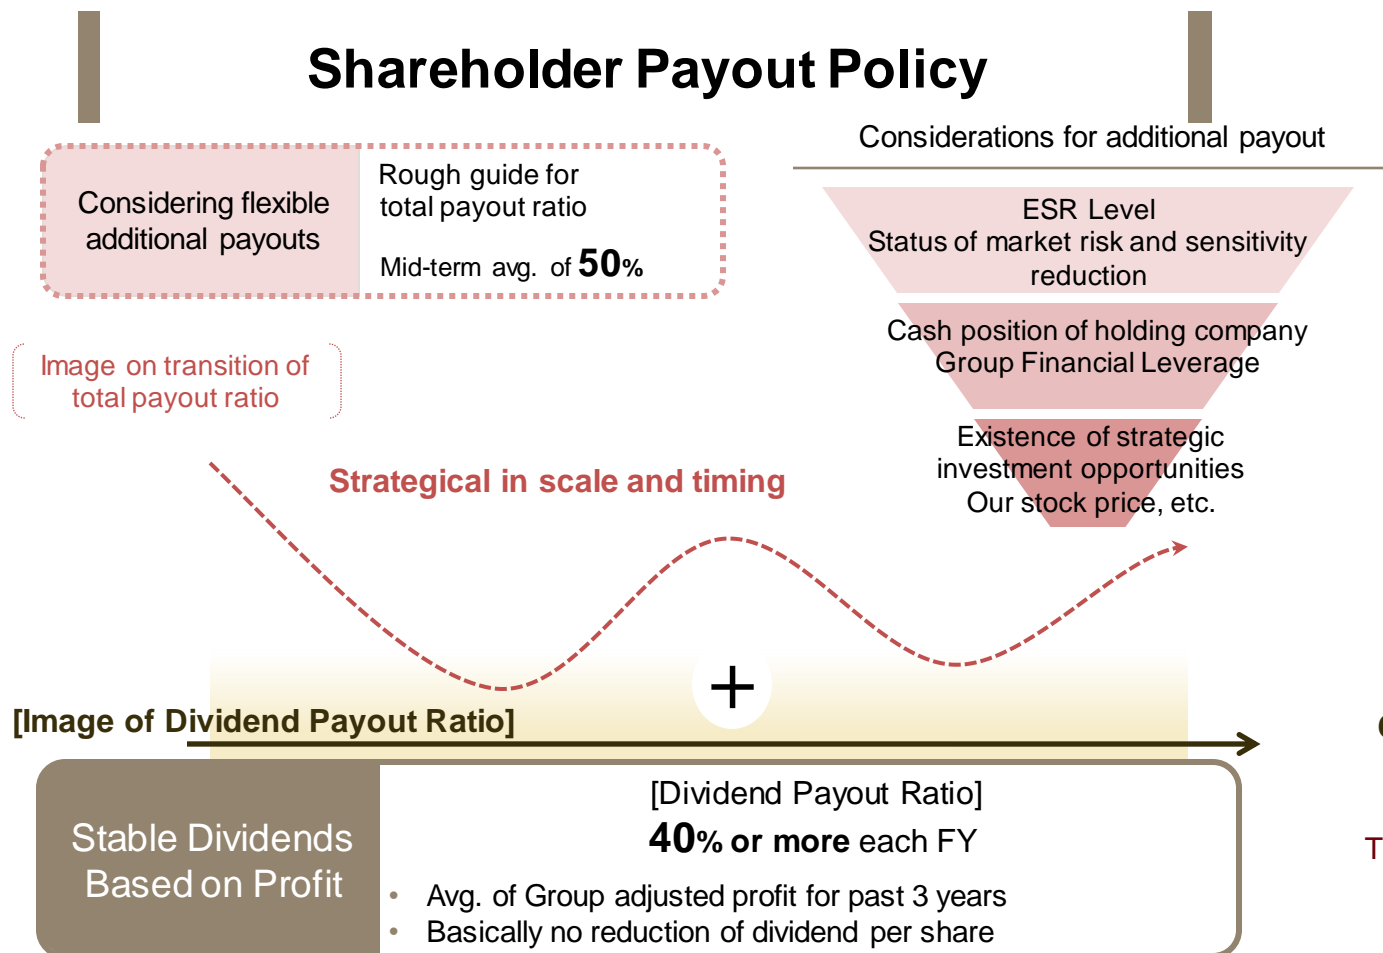 Shareholder Payout Policy
Considering flexible
additional payouts
Rough guide for
total payout ratio
Mid-term avg. of 50%
Considerations for additional payout
ESR Level
Status of market risk and sensitivity
reduction
Cash position of holding company
Group Financial Leverage
Existence of strategic
investment opportunities
Our stock price, etc.
Image on transition of
total payout ratio
Strategical in scale and timing
+
[Image of Dividend Payout Ratio]
Stable Dividends
Based on Profit
[Dividend Payout Ratio]
40% or more each FY
• Avg. of Group adjusted profit for past 3 years
• Basically no reduction of dividend per share
T